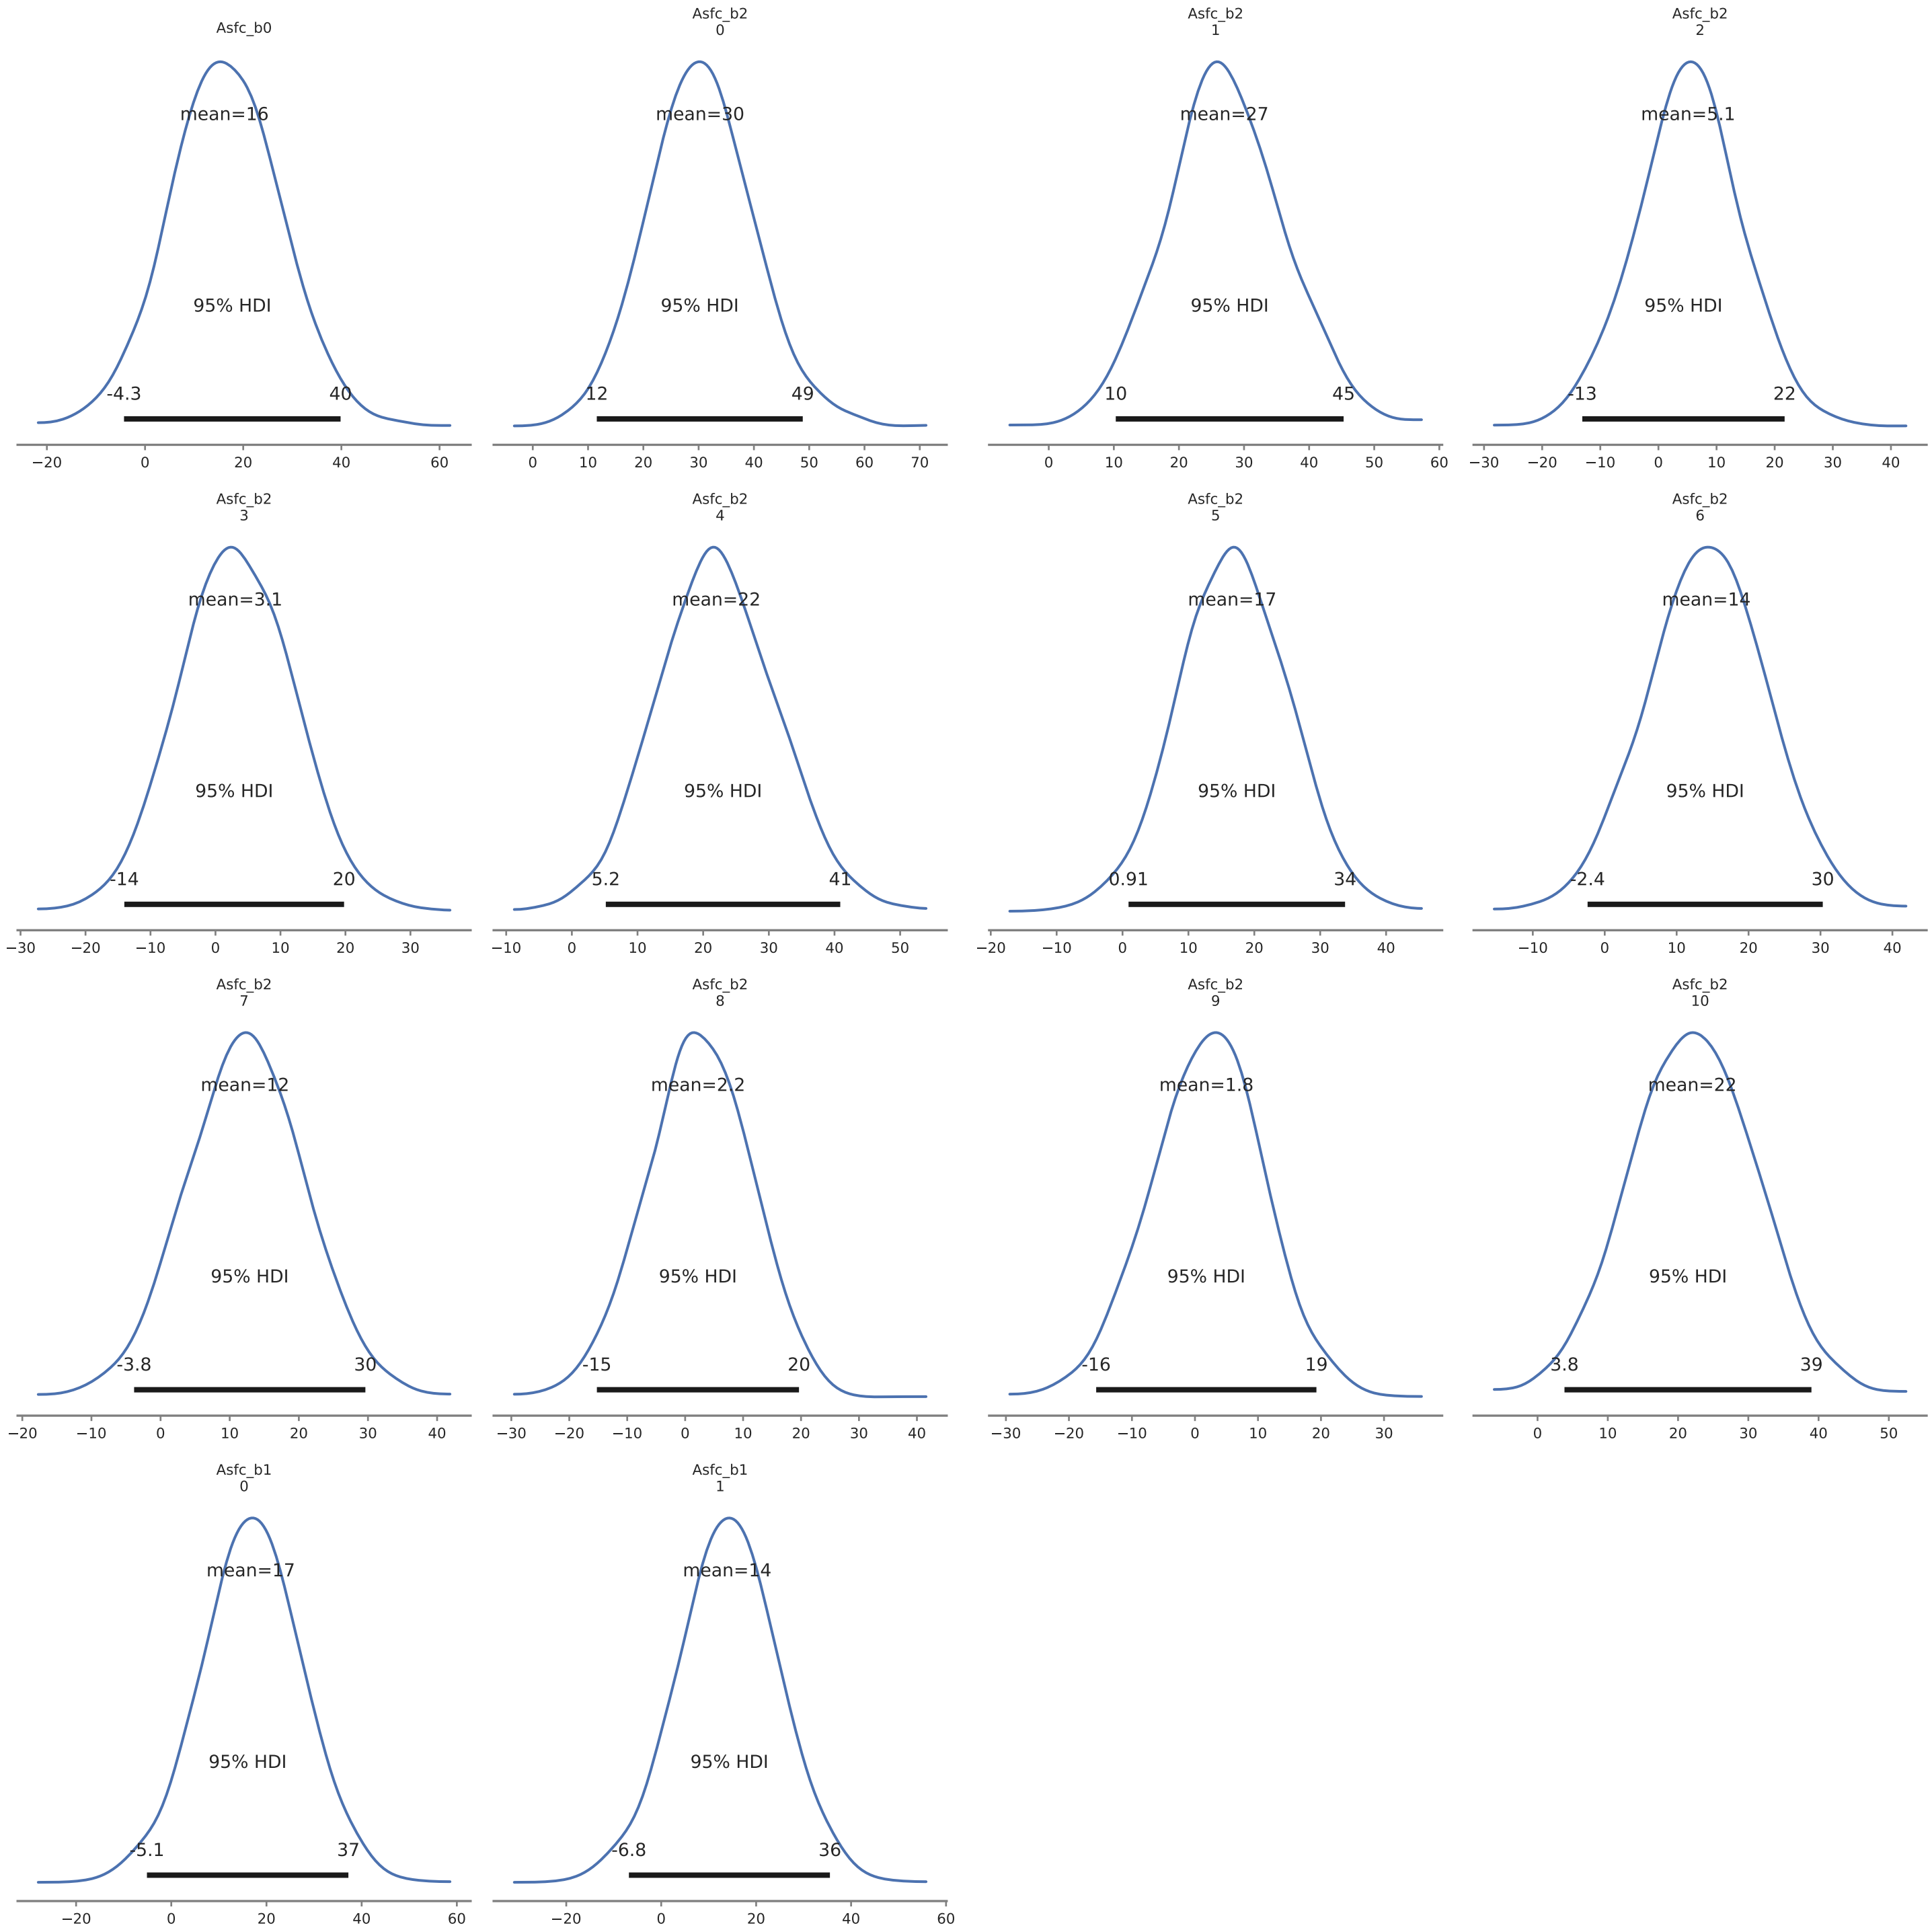 Asfc_b0
mean=16
95% HDI
-4.3 40
−20 0 20 40 60
Asfc_b2
0
mean=30
95% HDI
12 49
0 10 20 30 40 50 60 70
Asfc_b2
1
mean=27
95% HDI
10 45
0 10 20 30 40 50 60
Asfc_b2
2
mean=5.1
95% HDI
-13 22
−30 −20 −10 0 10 20 30 40
Asfc_b2
3
mean=3.1
95% HDI
-14 20
−30 −20 −10 0 10 20 30
Asfc_b2
4
mean=22
95% HDI
5.2 41
−10 0 10 20 30 40 50
Asfc_b2
5
mean=17
95% HDI
0.91 34
−20 −10 0 10 20 30 40
Asfc_b2
6
mean=14
95% HDI
-2.4 30
−10 0 10 20 30 40
Asfc_b2
7
mean=12
95% HDI
-3.8 30
−20 −10 0 10 20 30 40
Asfc_b2
8
mean=2.2
95% HDI
-15 20
−30 −20 −10 0 10 20 30 40
Asfc_b2
9
mean=1.8
95% HDI
-16 19
−30 −20 −10 0 10 20 30
Asfc_b2
10
mean=22
95% HDI
3.8 39
0 10 20 30 40 50
Asfc_b1
0
mean=17
95% HDI
-5.1 37
−20 0 20 40 60
Asfc_b1
1
mean=14
95% HDI
-6.8 36
−20 0 20 40 60